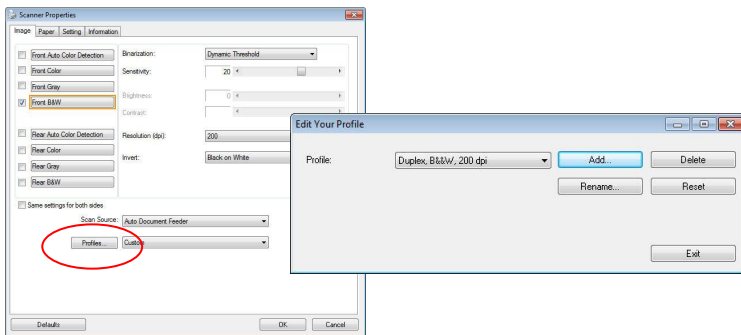 Scanner Properties
Image Paper Setting Information
Front Auto Color Detection
Front Color
Front Gray
Front B&W
Rear Auto Color Detection
Rear Color
Rear Gray
Rear B&W
Binarization: Dynamic Threshold
Sensitivity: 20
Brightness: 0
Contrast:
Resolution (dpi): 200
Invert: Black on White
Same settings for both sides
Scan Source: Auto Document Feeder
Profiles... Custom
Defaults OK Cancel
Edit Your Profile
Profile: Duplex, B&&W, 200 dpi Add... Delete
Rename... Reset
Exit